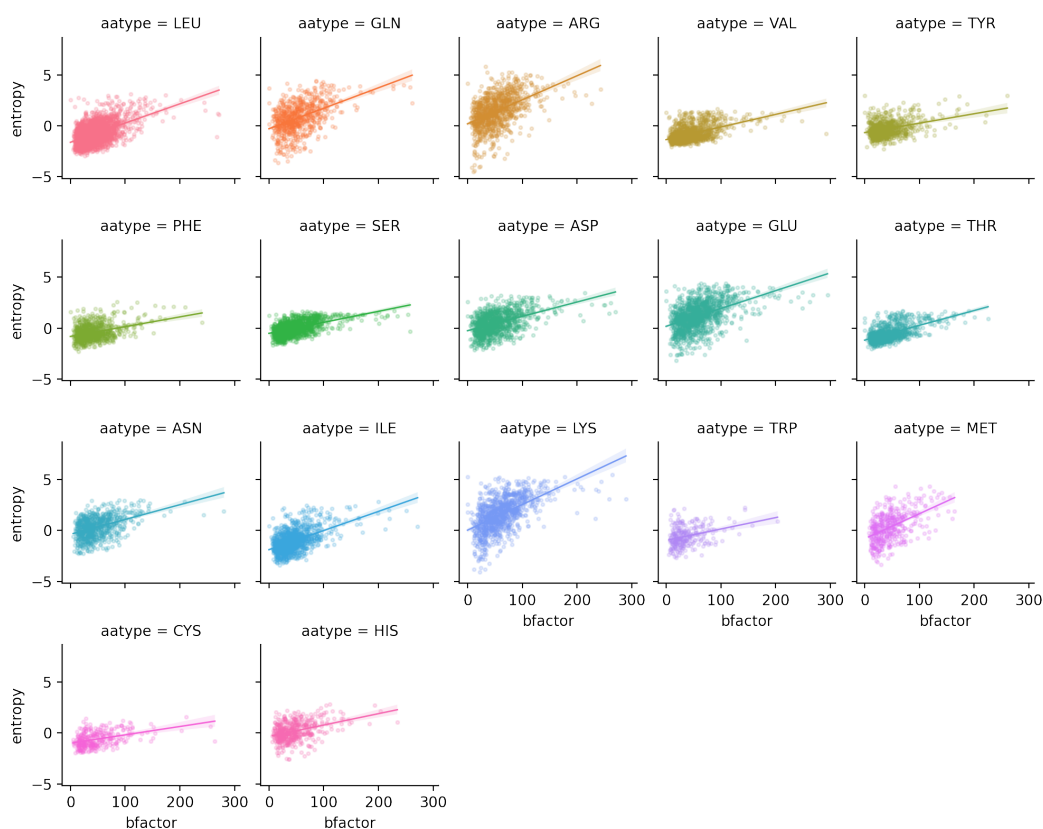 aatype = LEU aatype = GLN aatype = ARG aatype = VAL aatype = TYR
5
0
−5
entropy
aatype = PHE aatype = SER aatype = ASP aatype = GLU aatype = THR
5
0
−5
entropy
aatype = ASN aatype = ILE aatype = LYS aatype = TRP aatype = MET
5
0
−5
entropy
0 100 200 300 0 100 200 300 0 100 200 300
bfactor bfactor bfactor
aatype = CYS aatype = HIS
5
0
−5
entropy
0 100 200 300 0 100 200 300
bfactor bfactor